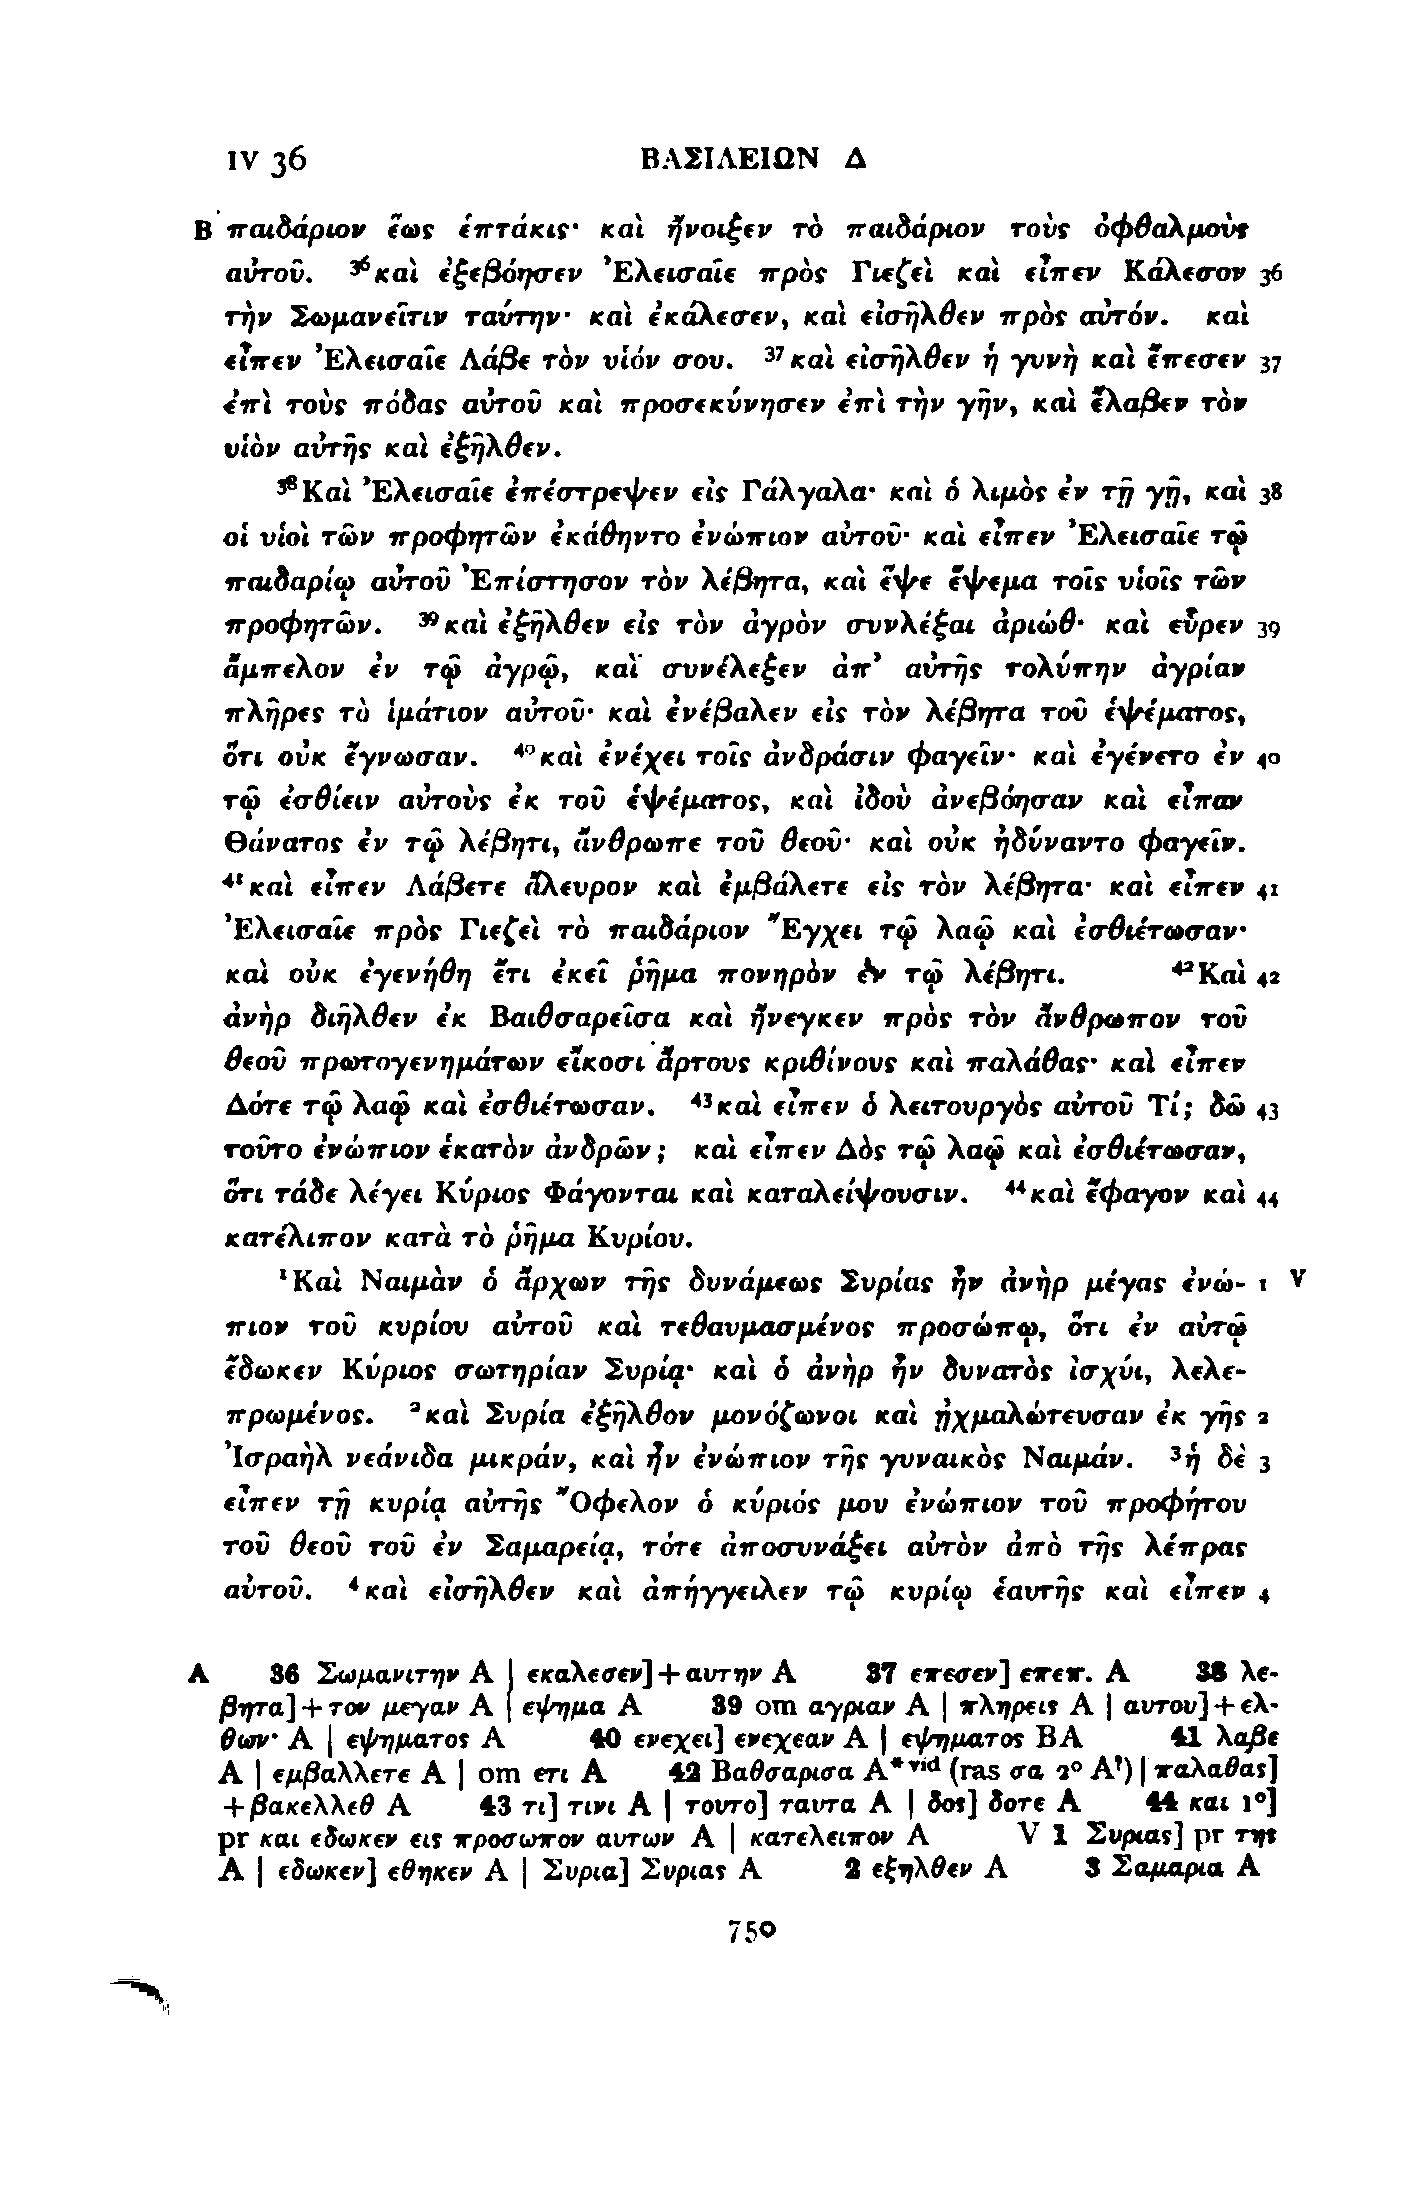 IV 36 ΒΑΣΙΛΕΙΩΝ Δ
B παιδάριον ἕως ἑπτάκις· καὶ ἤνοιξεν τὸ παιδάριον τοὺς ὀφθαλμοὺς
αὐτοῦ. ³⁶καὶ ἐξεβόησεν Ἐλεισαῖε πρὸς Γιεζεὶ καὶ εἶπεν Κάλεσον 36
τὴν Σωμανεῖτιν ταύτην· καὶ ἐκάλεσεν, καὶ εἰσῆλθεν πρὸς αὐτόν. καὶ
εἶπεν Ἐλεισαῖε Λάβε τὸν υἱόν σου. ³⁷καὶ εἰσῆλθεν ἡ γυνὴ καὶ ἔπεσεν 37
ἐπὶ τοὺς πόδας αὐτοῦ καὶ προσεκύνησεν ἐπὶ τὴν γῆν, καὶ ἔλαβεν τὸν
υἱὸν αὐτῆς καὶ ἐξῆλθεν.
³⁸Καὶ Ἐλεισαῖε ἐπέστρεψεν εἰς Γάλγαλα· καὶ ὁ λιμὸς ἐν τῇ γῇ, καὶ 38
οἱ υἱοὶ τῶν προφητῶν ἐκάθηντο ἐνώπιον αὐτοῦ· καὶ εἶπεν Ἐλεισαῖε τῷ
παιδαρίῳ αὐτοῦ Ἐπίστησον τὸν λέβητα, καὶ ἕψε ἕψεμα τοῖς υἱοῖς τῶν
προφητῶν. ³⁹καὶ ἐξῆλθεν εἰς τὸν ἀγρὸν συνλέξαι ἀριώθ· καὶ εὗρεν 39
ἄμπελον ἐν τῷ ἀγρῷ, καὶ συνέλεξεν ἀπ’ αὐτῆς τολύπην ἀγρίαν
πλῆρες τὸ ἱμάτιον αὐτοῦ· καὶ ἐνέβαλεν εἰς τὸν λέβητα τοῦ ἑψέματος,
ὅτι οὐκ ἔγνωσαν. ⁴⁰καὶ ἐνέχει τοῖς ἀνδράσιν φαγεῖν· καὶ ἐγένετο ἐν 40
τῷ ἐσθίειν αὐτοὺς ἐκ τοῦ ἑψέματος, καὶ ἰδοὺ ἀνεβόησαν καὶ εἶπαν
Θάνατος ἐν τῷ λέβητι, ἄνθρωπε τοῦ θεοῦ· καὶ οὐκ ἠδύναντο φαγεῖν.
⁴¹καὶ εἶπεν Λάβετε ἄλευρον καὶ ἐμβάλετε εἰς τὸν λέβητα· καὶ εἶπεν 41
Ἐλεισαῖε πρὸς Γιεζεὶ τὸ παιδάριον Ἔγχει τῷ λαῷ καὶ ἐσθιέτωσαν·
καὶ οὐκ ἐγενήθη ἔτι ἐκεῖ ῥῆμα πονηρὸν ἐν τῷ λέβητι. ⁴²Καὶ 42
ἀνὴρ διῆλθεν ἐκ Βαιθσαρεῖσα καὶ ἤνεγκεν πρὸς τὸν ἄνθρωπον τοῦ
θεοῦ πρωτογενημάτων εἴκοσι ἄρτους κριθίνους καὶ παλάθας· καὶ εἶπεν
Δότε τῷ λαῷ καὶ ἐσθιέτωσαν. ⁴³καὶ εἶπεν ὁ λειτουργὸς αὐτοῦ Τί; δῶ 43
τοῦτο ἐνώπιον ἑκατὸν ἀνδρῶν; καὶ εἶπεν Δὸς τῷ λαῷ καὶ ἐσθιέτωσαν,
ὅτι τάδε λέγει Κύριος Φάγονται καὶ καταλείψουσιν. ⁴⁴καὶ ἔφαγον καὶ 44
κατέλιπον κατὰ τὸ ῥῆμα Κυρίου.
¹Καὶ Ναιμὰν ὁ ἄρχων τῆς δυνάμεως Συρίας ἦν ἀνὴρ μέγας ἐνώ- 1 V
πιον τοῦ κυρίου αὐτοῦ καὶ τεθαυμασμένος προσώπῳ, ὅτι ἐν αὐτῷ
ἔδωκεν Κύριος σωτηρίαν Συρίᾳ· καὶ ὁ ἀνὴρ ἦν δυνατὸς ἰσχύι, λελε-
πρωμένος. ²καὶ Συρία ἐξῆλθον μονόζωνοι καὶ ᾐχμαλώτευσαν ἐκ γῆς 2
Ἰσραὴλ νεάνιδα μικράν, καὶ ἦν ἐνώπιον τῆς γυναικὸς Ναιμάν. ³ἡ δὲ 3
εἶπεν τῇ κυρίᾳ αὐτῆς Ὄφελον ὁ κύριός μου ἐνώπιον τοῦ προφήτου
τοῦ θεοῦ τοῦ ἐν Σαμαρείᾳ, τότε ἀποσυνάξει αὐτὸν ἀπὸ τῆς λέπρας
αὐτοῦ. ⁴καὶ εἰσῆλθεν καὶ ἀπήγγειλεν τῷ κυρίῳ ἑαυτῆς καὶ εἶπεν 4
A 36 Σωμανιτην A | εκαλεσεν]+αυτην A 37 επεσεν] επεπ. A 38 λε-
βητα]+τον μεγαν A | εψημα A 39 om αγριαν A | πληρεις A | αυτου]+ελ-
θων· A | εψηματος A 40 ενεχει] ενεχεαν A | εψηματος BA 41 λαβε
A | εμβαλλετε A | om ετι A 42 Βαθσαρισα A*ᵛⁱᵈ (ras σα 2° A’) | παλαθας]
+βακελλεθ A 43 τι] τινι A | τουτο] ταυτα A | δος] δοτε A 44 και 1°]
pr και εδωκεν εις προσωπον αυτων A | κατελειπον A V 1 Συριας] pr της
A | εδωκεν] εθηκεν A | Συρια] Συριας A 2 εξηλθεν A 3 Σαμαρια A
750